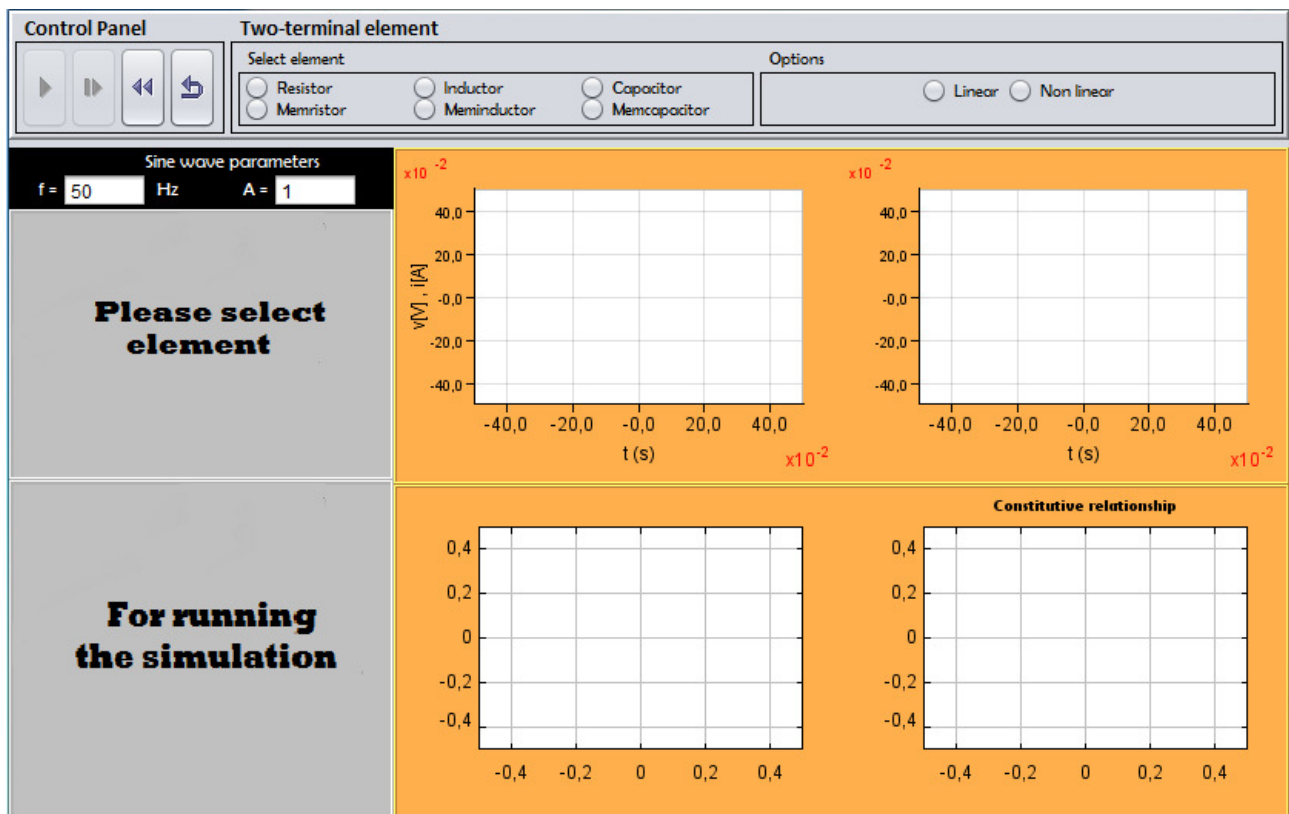 Control Panel
Two-terminal element
Select element
Options
Resistor
Inductor
Capacitor
Linear
Non linear
Memristor
Meminductor
Memcapacitor
Sine wave parameters
f = 50 Hz A = 1
Please select
element
For running
the simulation
x10 -2
40,0
20,0
-0,0
-20,0
-40,0
v[V] , i[A]
-40,0 -20,0 -0,0 20,0 40,0
t (s)
x10 -2
x10 -2
40,0
20,0
-0,0
-20,0
-40,0
-40,0 -20,0 -0,0 20,0 40,0
t (s)
x10 -2
0,4
0,2
0
-0,2
-0,4
-0,4 -0,2 0 0,2 0,4
Constitutive relationship
0,4
0,2
0
-0,2
-0,4
-0,4 -0,2 0 0,2 0,4